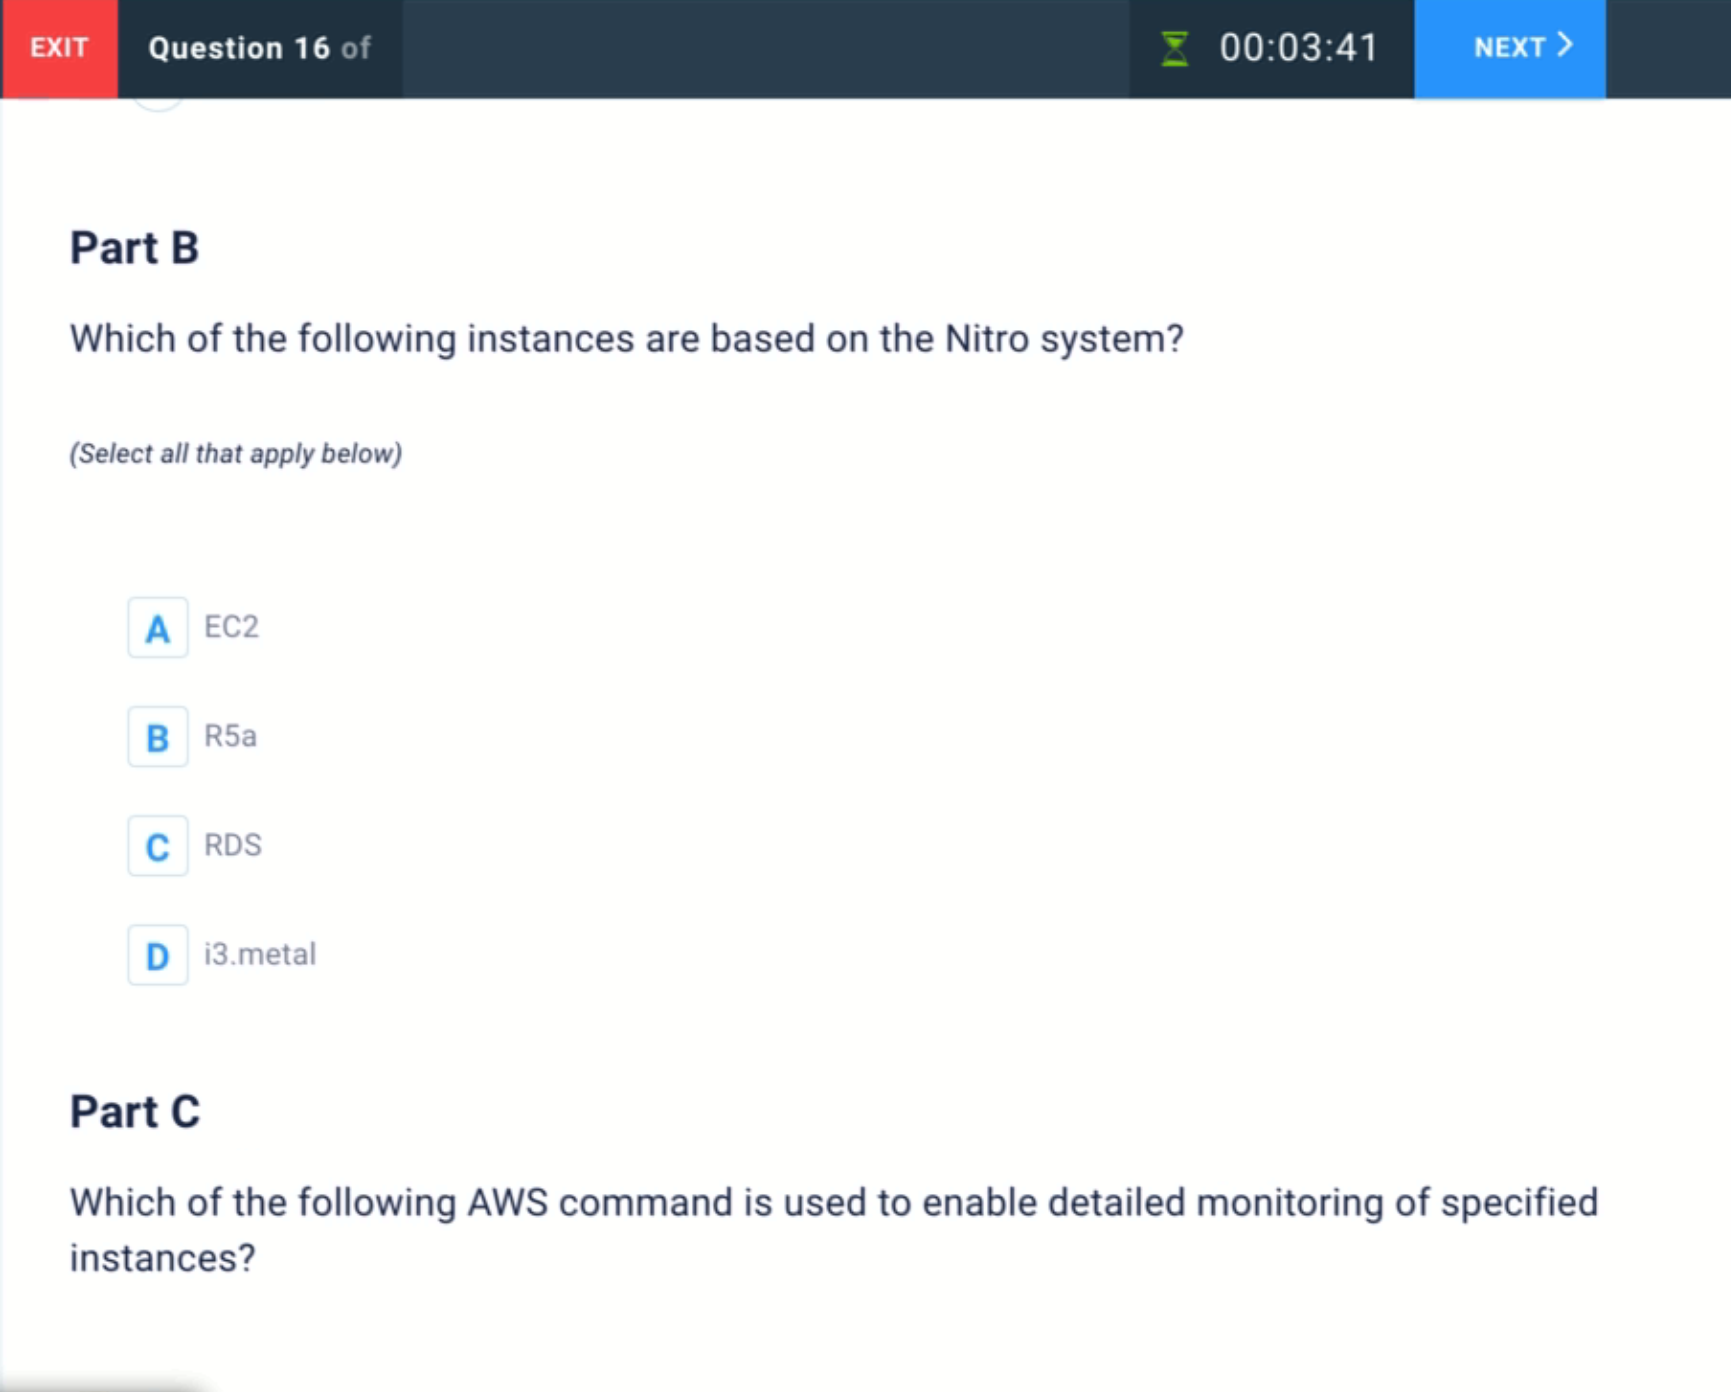 EXIT Question 16 of 00:03:41 NEXT
Part B
Which of the following instances are based on the Nitro system?
(Select all that apply below)
A EC2
B R5a
C RDS
D i3.metal
Part C
Which of the following AWS command is used to enable detailed monitoring of specified
instances?